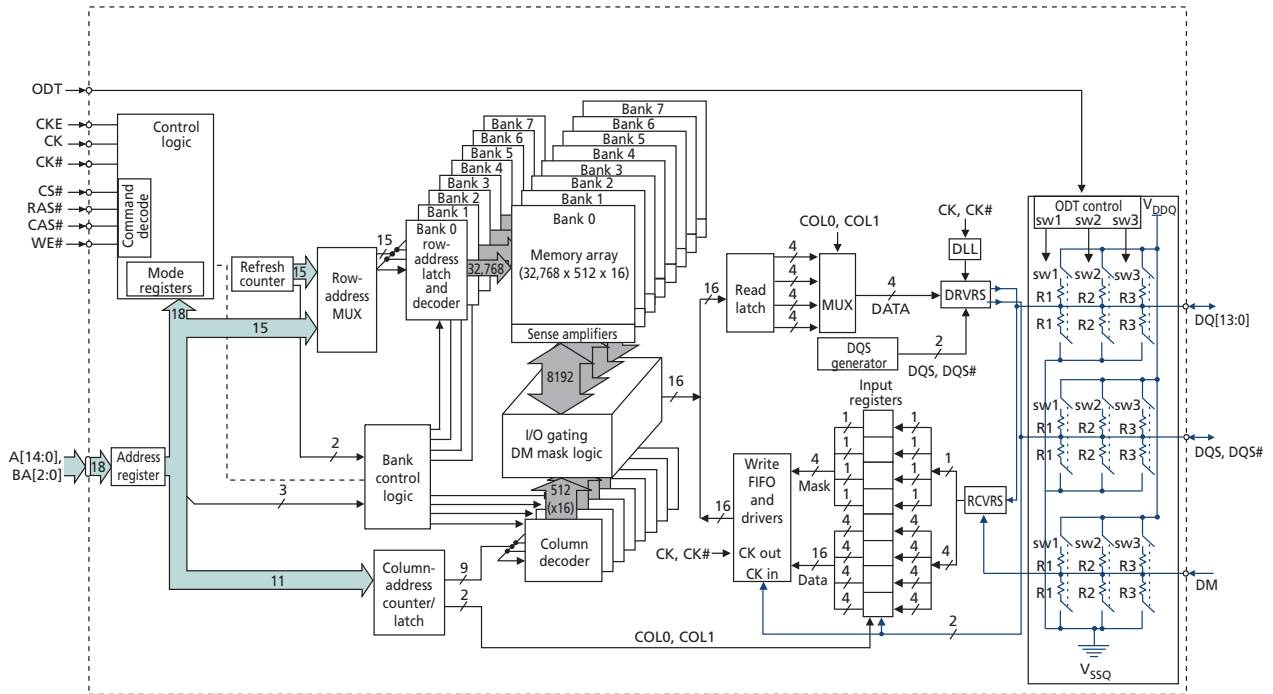 ODT
CKE
CK
CK#
CS#
RAS#
CAS#
WE#
Control
logic
Command
decode
Mode
registers
Refresh
counter
15
18
15
Row-
address
MUX
15
Bank 7
Bank 6
Bank 5
Bank 4
Bank 3
Bank 2
Bank 1
Bank 0
row-
address
latch
and
decoder
32,768
Bank 7
Bank 6
Bank 5
Bank 4
Bank 3
Bank 2
Bank 1
Bank 0
Memory array
(32,768 x 512 x 16)
Sense amplifiers
8192
16
I/O gating
DM mask logic
512
(x16)
Column
decoder
A[14:0],
BA[2:0]
18
Address
register
2
3
Bank
control
logic
11
Column-
address
counter/
latch
9
2
COL0, COL1
16
Read
latch
4
4
4
4
COL0, COL1
MUX
4
DATA
CK, CK#
DLL
DRVRS
DQS
generator
2
DQS, DQS#
Input
registers
16
Write
FIFO
and
drivers
CK out
CK in
CK, CK#
4
Mask
16
Data
1
1
1
1
4
4
4
4
1
1
1
1
4
4
4
4
1
4
RCVRS
2
ODT control
sw1 sw2 sw3
VDDQ
sw1 sw2 sw3
R1 R2 R3
R1 R2 R3
DQ[13:0]
sw1 sw2 sw3
R1 R2 R3
R1 R2 R3
DQS, DQS#
sw1 sw2 sw3
R1 R2 R3
R1 R2 R3
DM
VSSQ